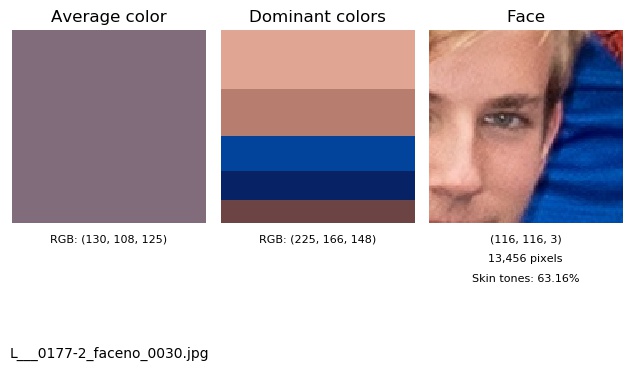 Average color
Dominant colors
Face
RGB: (130, 108, 125)
RGB: (225, 166, 148)
(116, 116, 3)
13,456 pixels
Skin tones: 63.16%
L___0177-2_faceno_0030.jpg